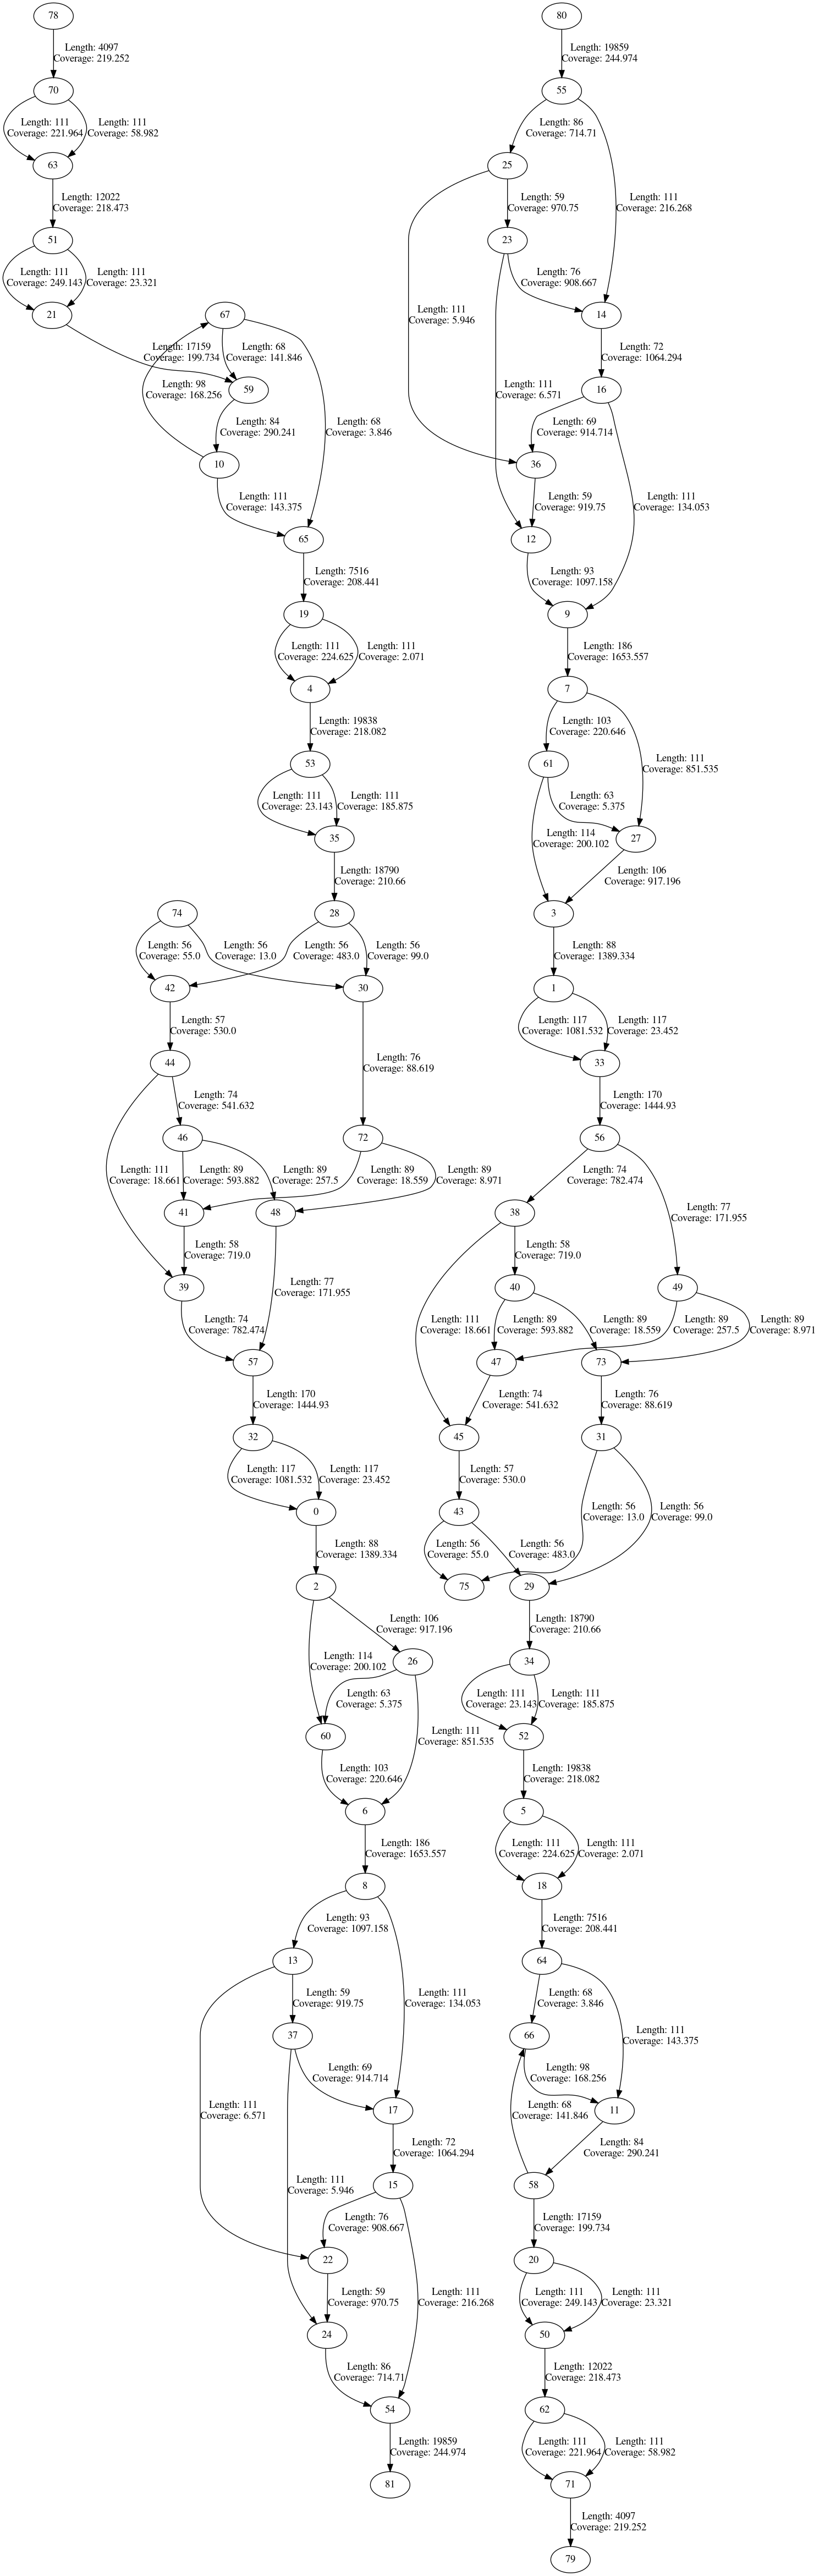 78
80
Length: 4097
Coverage: 219.252
Length: 19859
Coverage: 244.974
70
55
Length: 111
Coverage: 221.964
Length: 111
Coverage: 58.982
Length: 86
Coverage: 714.71
63
25
Length: 12022
Coverage: 218.473
Length: 59
Coverage: 970.75
Length: 111
Coverage: 216.268
51
23
Length: 111
Coverage: 249.143
Length: 111
Coverage: 23.321
Length: 76
Coverage: 908.667
21
67
14
Length: 111
Coverage: 5.946
Length: 17159
Coverage: 199.734
Length: 68
Coverage: 141.846
Length: 72
Coverage: 1064.294
Length: 98
Coverage: 168.256
59
Length: 111
Coverage: 6.571
16
Length: 84
Coverage: 290.241
Length: 68
Coverage: 3.846
Length: 69
Coverage: 914.714
10
36
Length: 111
Coverage: 143.375
Length: 59
Coverage: 919.75
Length: 111
Coverage: 134.053
65
12
Length: 7516
Coverage: 208.441
Length: 93
Coverage: 1097.158
19
9
Length: 111
Coverage: 224.625
Length: 111
Coverage: 2.071
Length: 186
Coverage: 1653.557
4
7
Length: 19838
Coverage: 218.082
Length: 103
Coverage: 220.646
Length: 111
Coverage: 851.535
53
61
Length: 111
Coverage: 23.143
Length: 111
Coverage: 185.875
Length: 63
Coverage: 5.375
35
27
Length: 114
Coverage: 200.102
Length: 18790
Coverage: 210.66
Length: 106
Coverage: 917.196
74
28
3
Length: 56
Coverage: 55.0
Length: 56
Coverage: 13.0
Length: 56
Coverage: 483.0
Length: 56
Coverage: 99.0
Length: 88
Coverage: 1389.334
42
30
1
Length: 57
Coverage: 530.0
Length: 76
Coverage: 88.619
Length: 117
Coverage: 1081.532
Length: 117
Coverage: 23.452
44
33
Length: 74
Coverage: 541.632
Length: 170
Coverage: 1444.93
46
72
56
Length: 111
Coverage: 18.661
Length: 89
Coverage: 593.882
Length: 89
Coverage: 257.5
Length: 89
Coverage: 18.559
Length: 89
Coverage: 8.971
Length: 74
Coverage: 782.474
Length: 77
Coverage: 171.955
41
48
38
Length: 58
Coverage: 719.0
Length: 77
Coverage: 171.955
Length: 58
Coverage: 719.0
39
40
49
Length: 74
Coverage: 782.474
Length: 111
Coverage: 18.661
Length: 89
Coverage: 593.882
Length: 89
Coverage: 18.559
Length: 89
Coverage: 257.5
Length: 89
Coverage: 8.971
57
47
73
Length: 170
Coverage: 1444.93
Length: 74
Coverage: 541.632
Length: 76
Coverage: 88.619
32
45
31
Length: 117
Coverage: 1081.532
Length: 117
Coverage: 23.452
Length: 57
Coverage: 530.0
Length: 56
Coverage: 13.0
Length: 56
Coverage: 99.0
0
43
Length: 88
Coverage: 1389.334
Length: 56
Coverage: 55.0
Length: 56
Coverage: 483.0
2
75
29
Length: 106
Coverage: 917.196
Length: 18790
Coverage: 210.66
Length: 114
Coverage: 200.102
26
34
Length: 63
Coverage: 5.375
Length: 111
Coverage: 23.143
Length: 111
Coverage: 185.875
60
Length: 111
Coverage: 851.535
52
Length: 103
Coverage: 220.646
Length: 19838
Coverage: 218.082
6
5
Length: 186
Coverage: 1653.557
Length: 111
Coverage: 224.625
Length: 111
Coverage: 2.071
8
18
Length: 93
Coverage: 1097.158
Length: 7516
Coverage: 208.441
13
64
Length: 59
Coverage: 919.75
Length: 111
Coverage: 134.053
Length: 68
Coverage: 3.846
Length: 111
Coverage: 143.375
37
66
Length: 69
Coverage: 914.714
Length: 98
Coverage: 168.256
Length: 111
Coverage: 6.571
17
Length: 68
Coverage: 141.846
11
Length: 72
Coverage: 1064.294
Length: 84
Coverage: 290.241
Length: 111
Coverage: 5.946
15
58
Length: 76
Coverage: 908.667
Length: 17159
Coverage: 199.734
22
20
Length: 59
Coverage: 970.75
Length: 111
Coverage: 216.268
Length: 111
Coverage: 249.143
Length: 111
Coverage: 23.321
24
50
Length: 86
Coverage: 714.71
Length: 12022
Coverage: 218.473
54
62
Length: 19859
Coverage: 244.974
Length: 111
Coverage: 221.964
Length: 111
Coverage: 58.982
81
71
Length: 4097
Coverage: 219.252
79